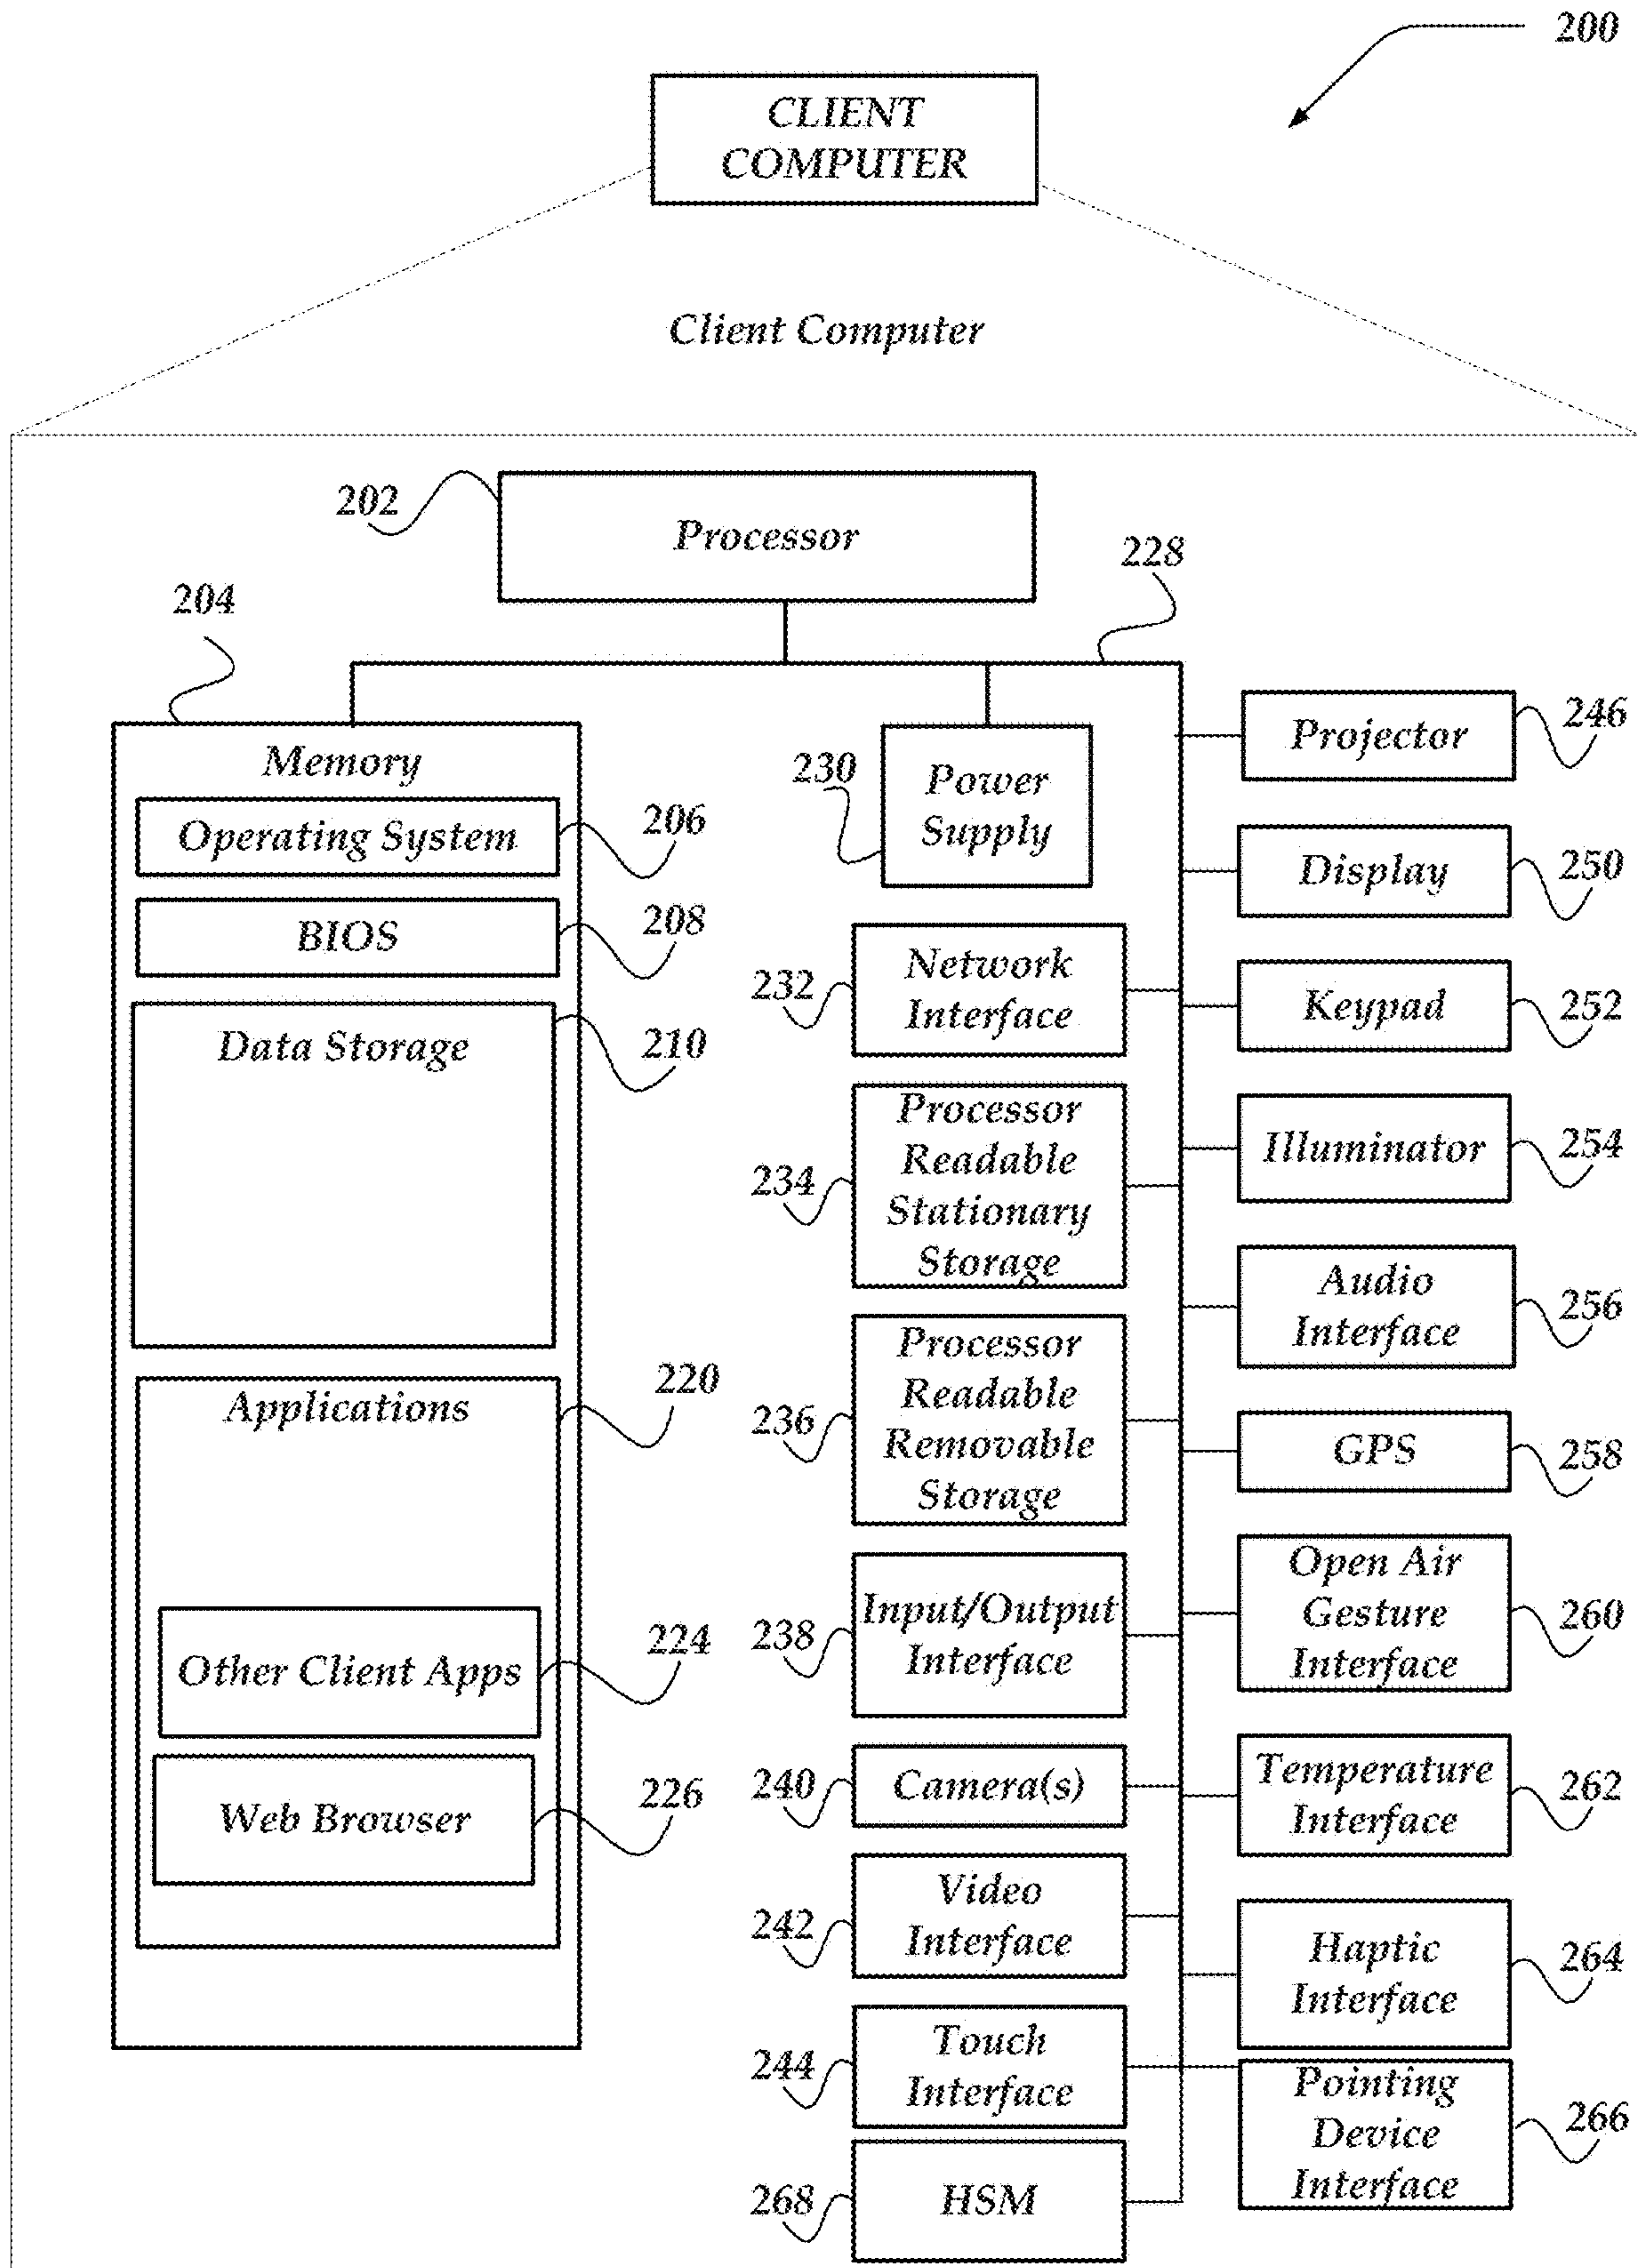 200
CLIENT
COMPUTER
Client Computer
202
Processor
228
204
Memory
Operating System
206
BIOS
208
Data Storage
210
Applications
220
Other Client Apps
224
Web Browser
226
230
Power
Supply
232
Network
Interface
234
Processor
Readable
Stationary
Storage
236
Processor
Readable
Removable
Storage
238
Input/Output
Interface
240
Camera(s)
242
Video
Interface
244
Touch
Interface
268
HSM
Projector
246
Display
250
Keypad
252
Illuminator
254
Audio
Interface
256
GPS
258
Open Air
Gesture
Interface
260
Temperature
Interface
262
Haptic
Interface
264
Pointing
Device
Interface
266